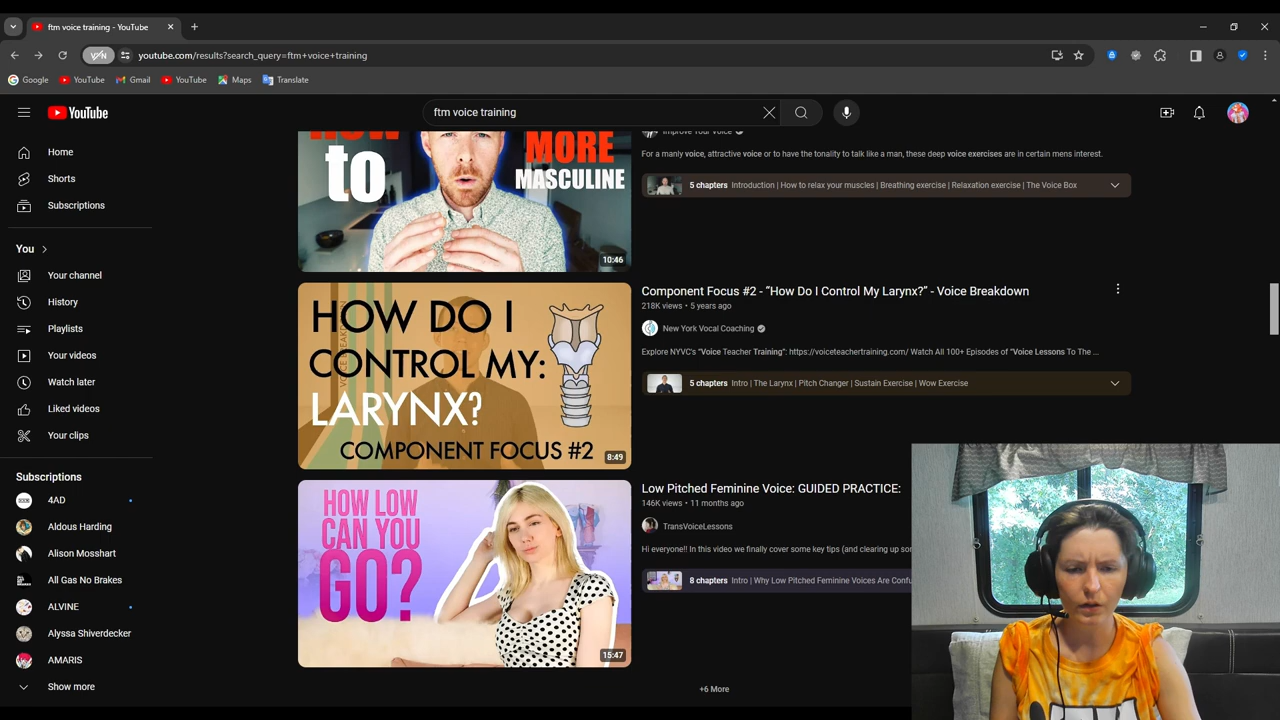 ftm voice training - YouTube
youtube.com/results?search_query=ftm+voice+training
Google
YouTube
Gmail
YouTube
Maps
Translate
YouTube
ftm voice training
Home
Shorts
Subscriptions
You
Your channel
History
Playlists
Your videos
Watch later
Liked videos
Your clips
Subscriptions
4AD
Aldous Harding
Alison Mosshart
All Gas No Brakes
ALVINE
Alyssa Shiverdecker
AMARIS
Show more
HOW
to
MORE
MASCULINE
10:46
Improve Your Voice
For a manly voice, attractive voice or to have the tonality to talk like a man, these deep voice exercises are in certain mens interest.
5 chapters Introduction | How to relax your muscles | Breathing exercise | Relaxation exercise | The Voice Box
HOW DO I
CONTROL MY:
LARYNX?
COMPONENT FOCUS #2
VOICE BREAKDOWN
8:49
Component Focus #2 - "How Do I Control My Larynx?" - Voice Breakdown
218K views • 5 years ago
New York Vocal Coaching
Explore NYVC's "Voice Teacher Training": https://voiceteachertraining.com/ Watch All 100+ Episodes of "Voice Lessons To The ...
5 chapters Intro | The Larynx | Pitch Changer | Sustain Exercise | Wow Exercise
HOW LOW
CAN YOU
GO?
15:47
Low Pitched Feminine Voice: GUIDED PRACTICE:
146K views • 11 months ago
TransVoiceLessons
Hi everyone!! In this video we finally cover some key tips (and clearing up
8 chapters Intro | Why Low Pitched Feminine Voices Are
+6 More